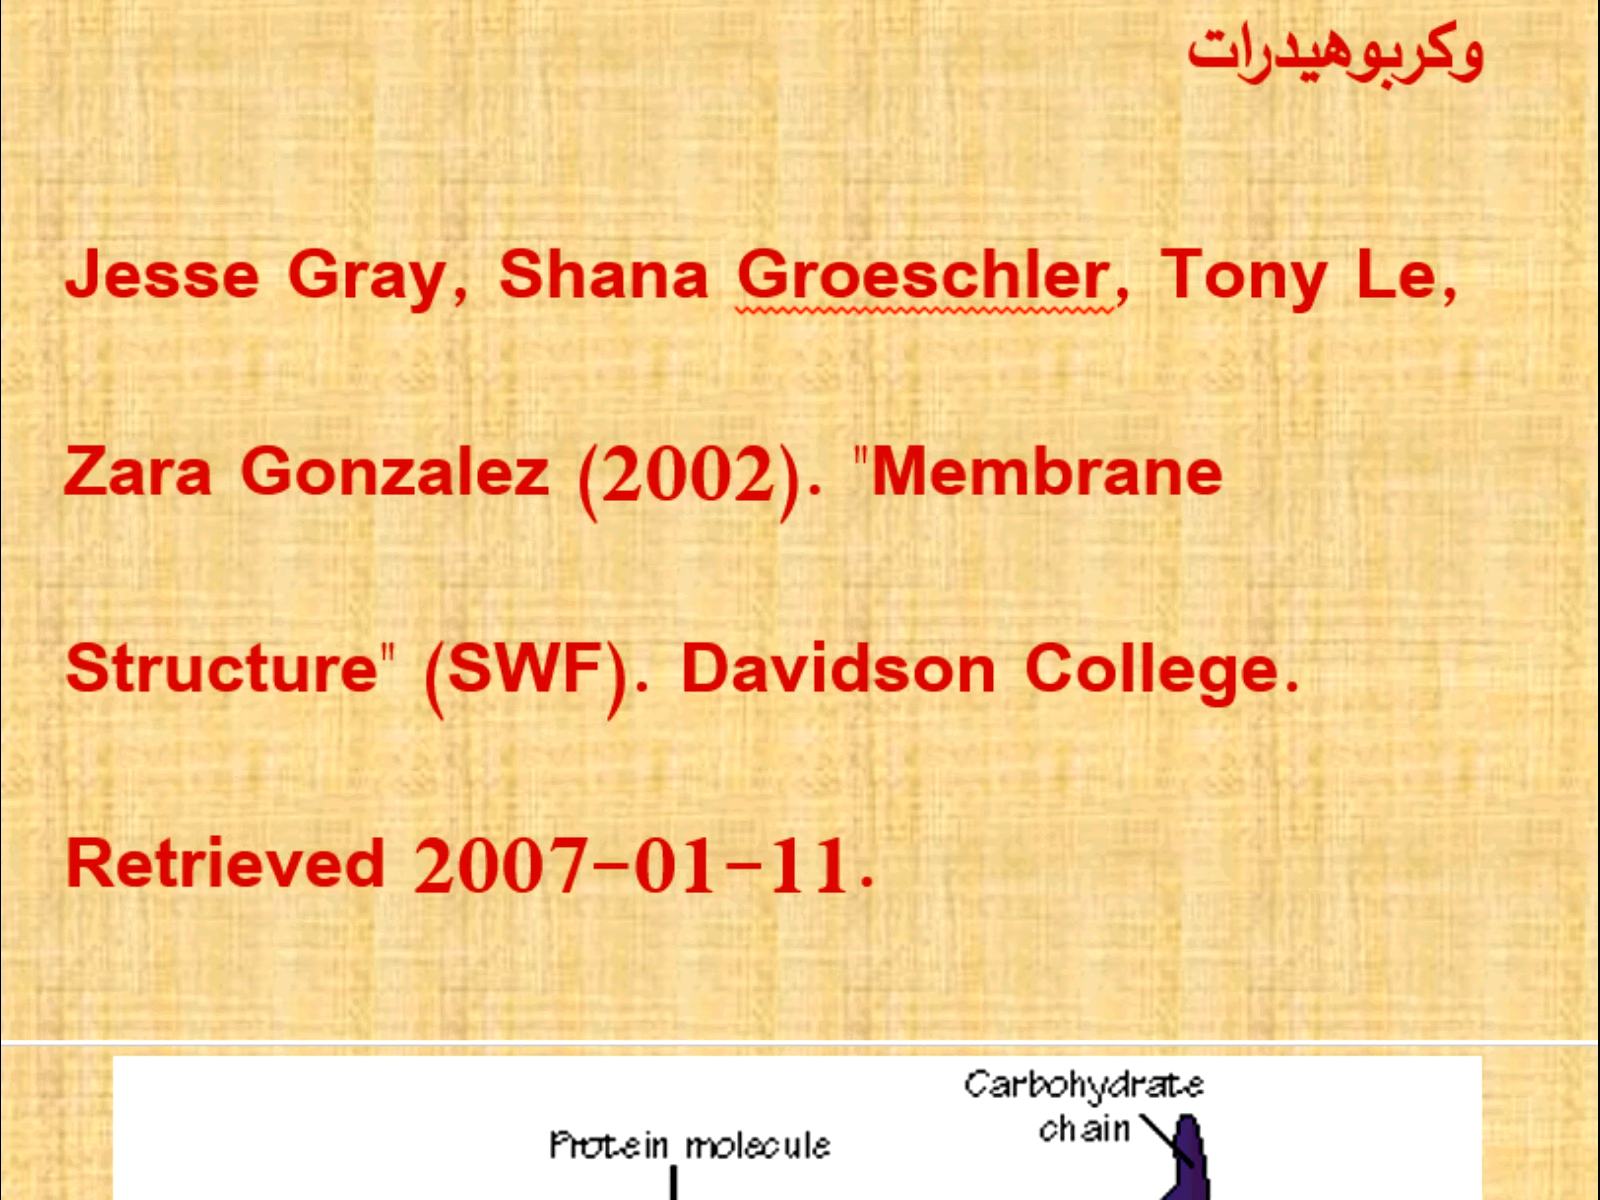 وكربوهيدرات
Jesse Gray, Shana Groeschler, Tony Le,
Zara Gonzalez (2002). "Membrane
Structure" (SWF). Davidson College.
Retrieved 2007-01-11.
Carbohydrate
chain
Protein molecule